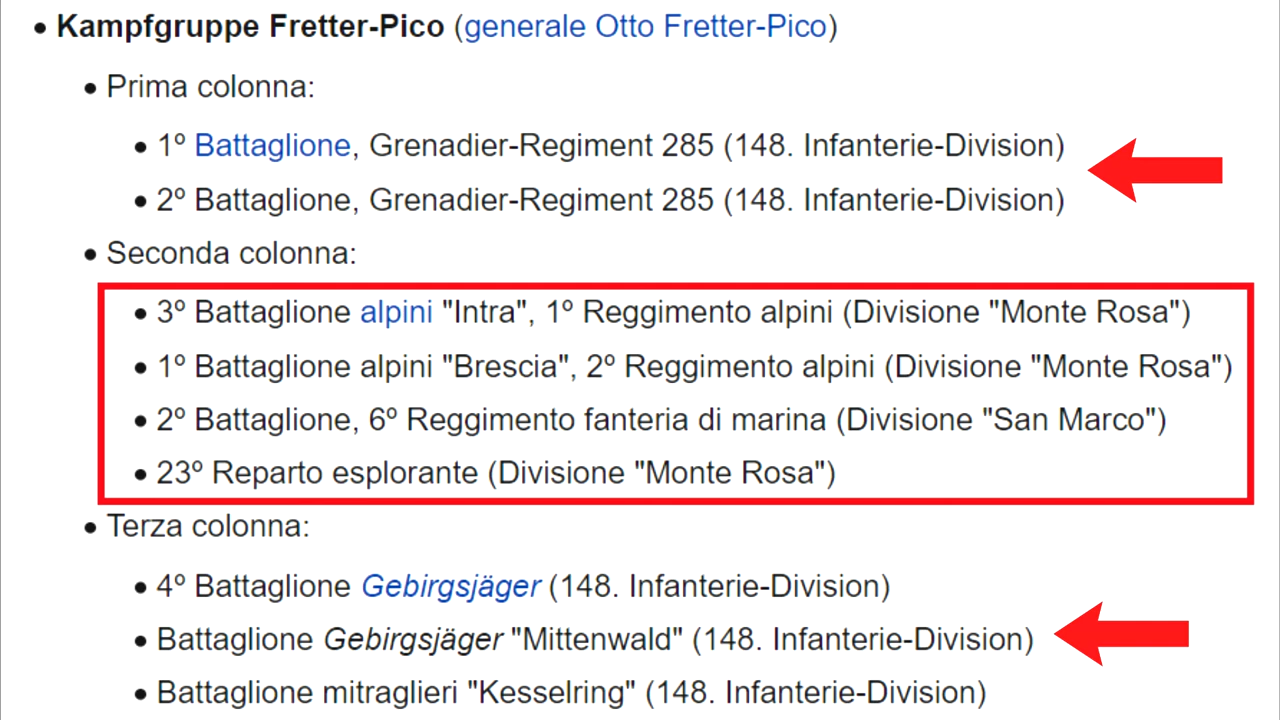 • Kampfgruppe Fretter-Pico (generale Otto Fretter-Pico)
• Prima colonna:
• 1º Battaglione, Grenadier-Regiment 285 (148. Infanterie-Division)
• 2º Battaglione, Grenadier-Regiment 285 (148. Infanterie-Division)
• Seconda colonna:
• 3º Battaglione alpini "Intra", 1º Reggimento alpini (Divisione "Monte Rosa")
• 1º Battaglione alpini "Brescia", 2º Reggimento alpini (Divisione "Monte Rosa")
• 2º Battaglione, 6º Reggimento fanteria di marina (Divisione "San Marco")
• 23º Reparto esplorante (Divisione "Monte Rosa")
• Terza colonna:
• 4º Battaglione Gebirgsjäger (148. Infanterie-Division)
• Battaglione Gebirgsjäger "Mittenwald" (148. Infanterie-Division)
• Battaglione mitraglieri "Kesselring" (148. Infanterie-Division)